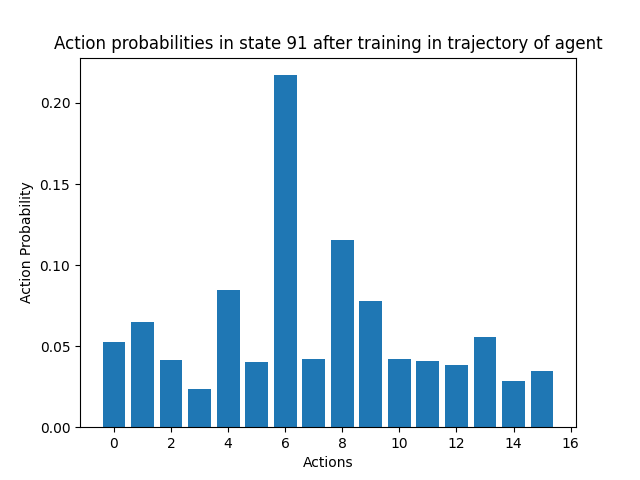 Action probabilities in state 91 after training in trajectory of agent
0.20
0.15
0.10
0.05
0.00
Action Probability
0 2 4 6 8 10 12 14 16
Actions